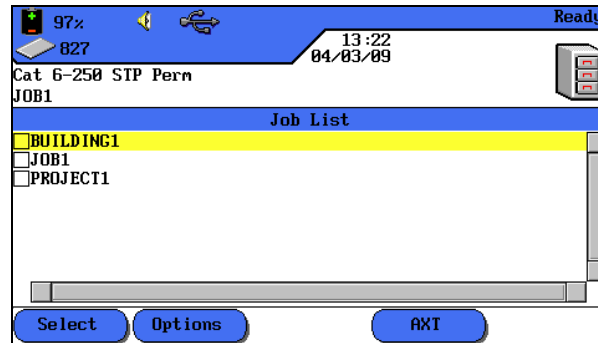 97% Ready
827 13:22
04/03/09
Cat 6-250 STP Perm
JOB1
Job List
BUILDING1
JOB1
PROJECT1
Select Options AXT